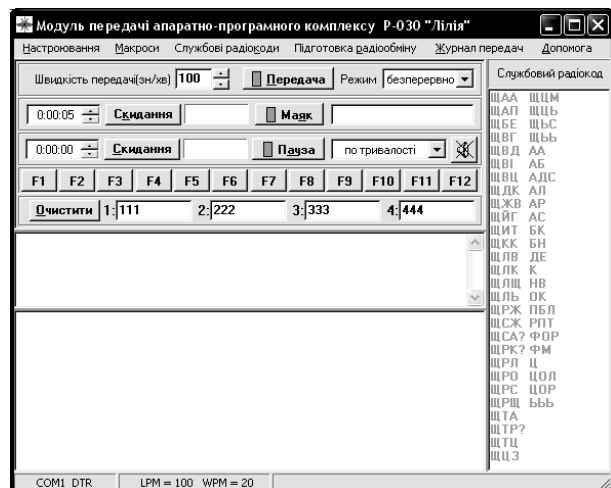 Модуль передачі апаратно-програмного комплексу Р-030 "Лілія"
Настроювання Макроси Службові радіокоди Підготовка радіообміну Журнал передач Допомога
Швидкість передачі(зн/хв) 100 Передача Режим безперервно
Службовий радіокод
0:00:05 Скидання Маяк
0:00:00 Скидання Пауза по тривалості
F1 F2 F3 F4 F5 F6 F7 F8 F9 F10 F11 F12
Очистити 1: 111 2: 222 3: 333 4: 444
ЩАА ЩЦМ
ЩАП ЩЦЬ
ЩБЕ ЩЬС
ЩВГ ЩЬЬ
ЩВД АА
ЩВІ АБ
ЩВЦ АДС
ЩДК АЛ
ЩЖВ АР
ЩЙГ АС
ЩИТ БК
ЩКК БН
ЩЛВ ДЕ
ЩЛК К
ЩЛЩ НВ
ЩЛЬ ОК
ЩРЖ ПБЛ
ЩСЖ РПТ
ЩСА? ФОР
ЩРК? ФМ
ЩРЛ Ц
ЩРО ЦОЛ
ЩРС ЦОР
ЩРЩ ЬЬЬ
ЩТА
ЩТР?
ЩТЦ
ЩЦЗ
COM1 DTR LPM = 100 WPM = 20